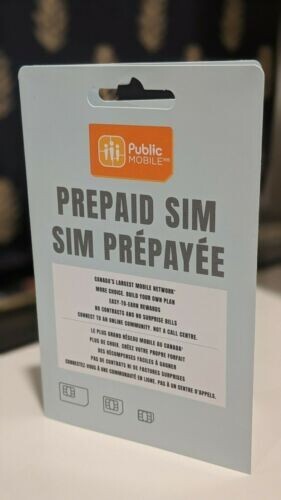 Public
MOBILE
PREPAID SIM
SIM PRÉPAYÉE
CANADA'S LARGEST MOBILE NETWORK*
MORE CHOICE, BUILD YOUR OWN PLAN
EASY-TO-EARN REWARDS
NO CONTRACTS AND NO SURPRISE BILLS
CONNECT TO AN ONLINE COMMUNITY, NOT A CALL CENTRE.
LE PLUS GRAND RÉSEAU MOBILE AU CANADA*
PLUS DE CHOIX, CRÉEZ VOTRE PROPRE FORFAIT
DES RÉCOMPENSES FACILES À GAGNER
PAS DE CONTRATS NI DE FACTURES SURPRISES
CONNECTEZ VOUS À UNE COMMUNAUTÉ EN LIGNE, PAS À UN CENTRE D'APPELS.